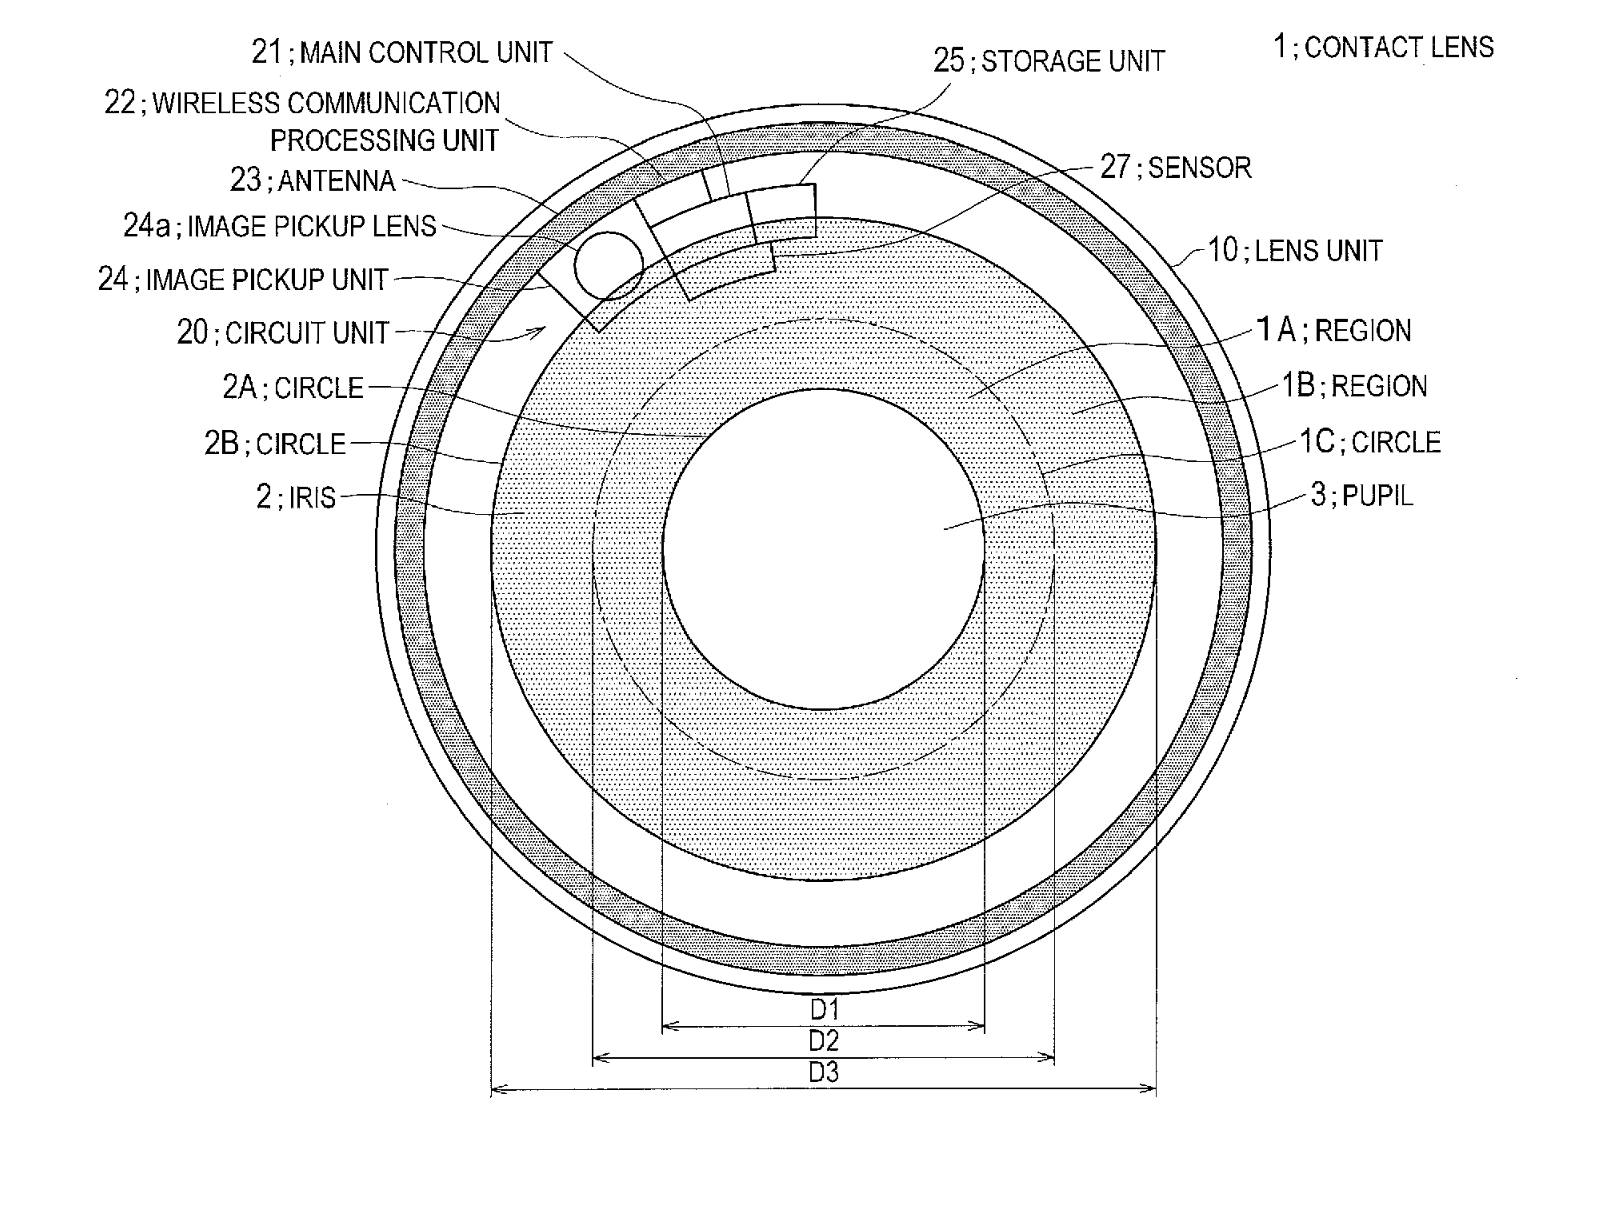 21;MAIN CONTROL UNIT
25;STORAGE UNIT
1;CONTACT LENS
22;WIRELESS COMMUNICATION
PROCESSING UNIT
23;ANTENNA
27;SENSOR
24a;IMAGE PICKUP LENS
10;LENS UNIT
24;IMAGE PICKUP UNIT
20;CIRCUIT UNIT
1A;REGION
2A;CIRCLE
1B;REGION
2B;CIRCLE
1C;CIRCLE
2;IRIS
3;PUPIL
D1
D2
D3